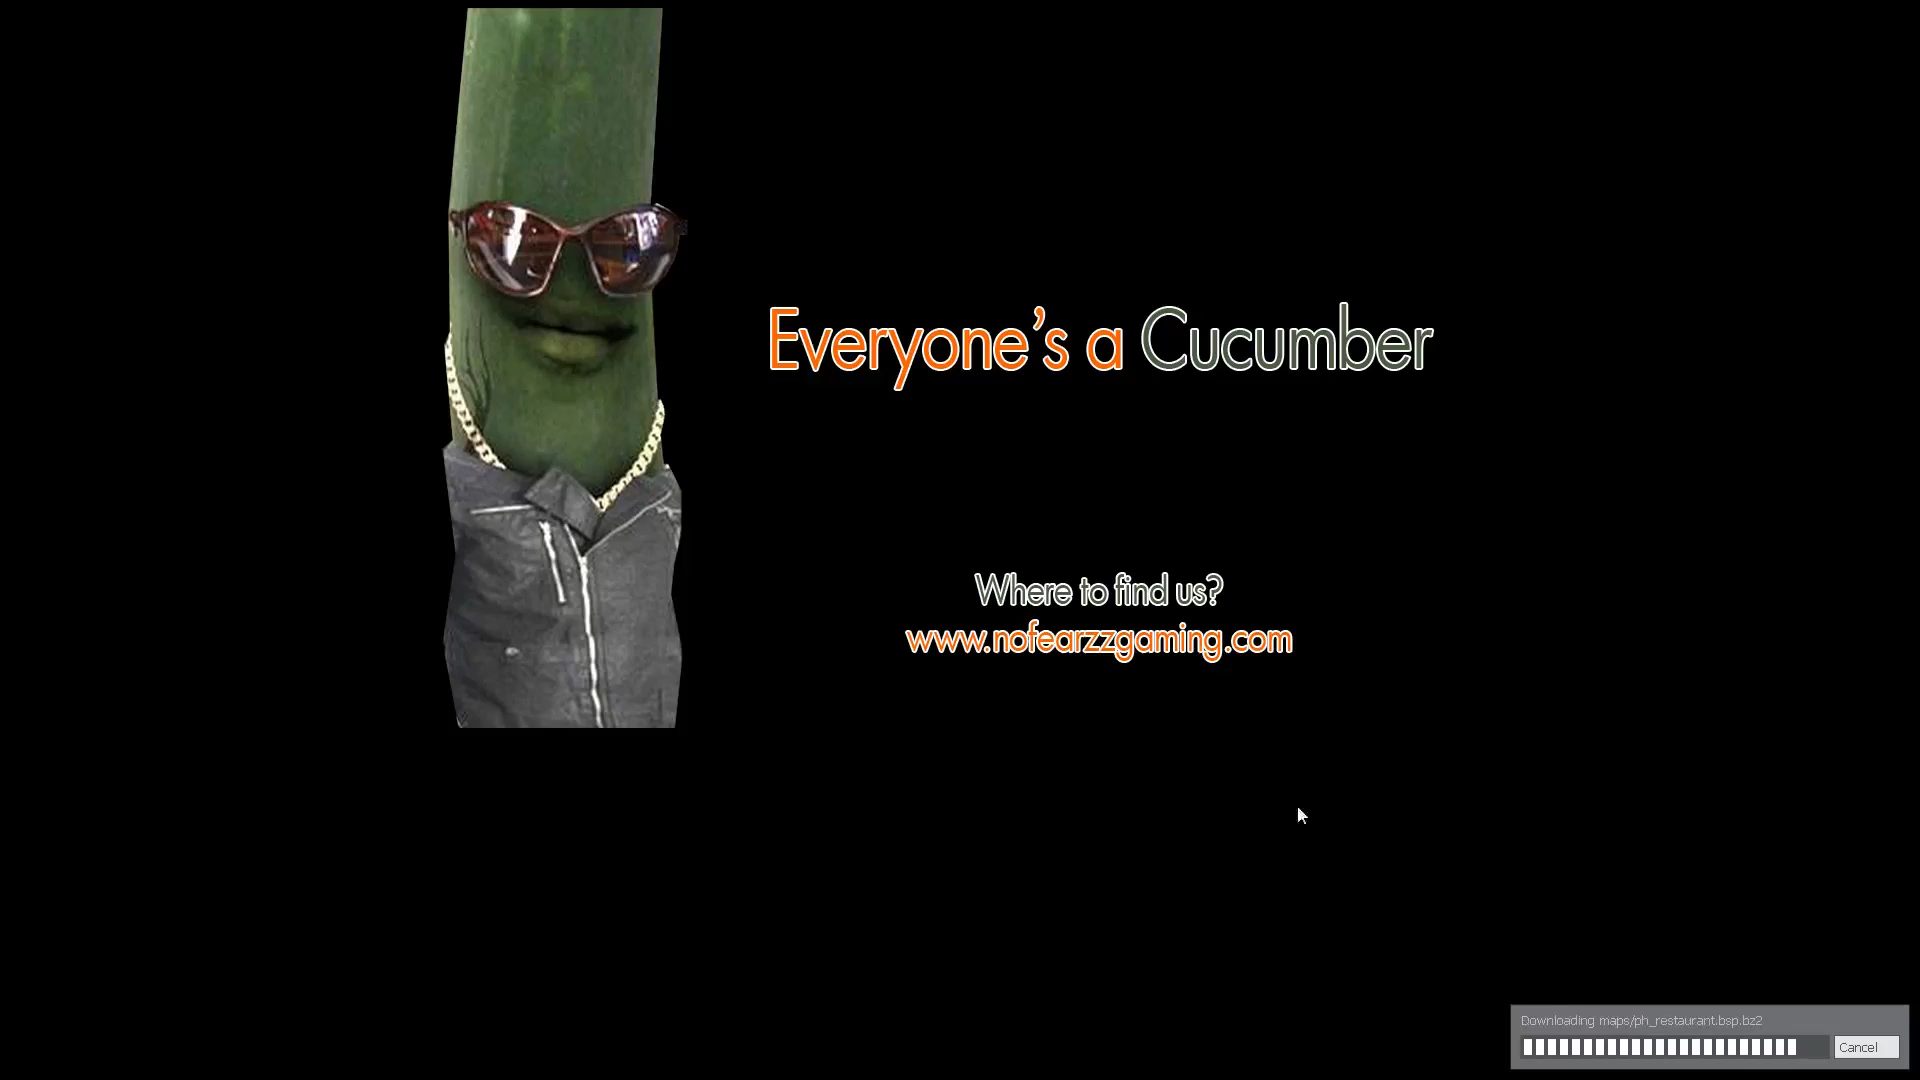 Everyone's a Cucumber
Where to find us?
www.nofearzzgaming.com
Downloading maps/ph_restaurant.bsp.bz2
Cancel